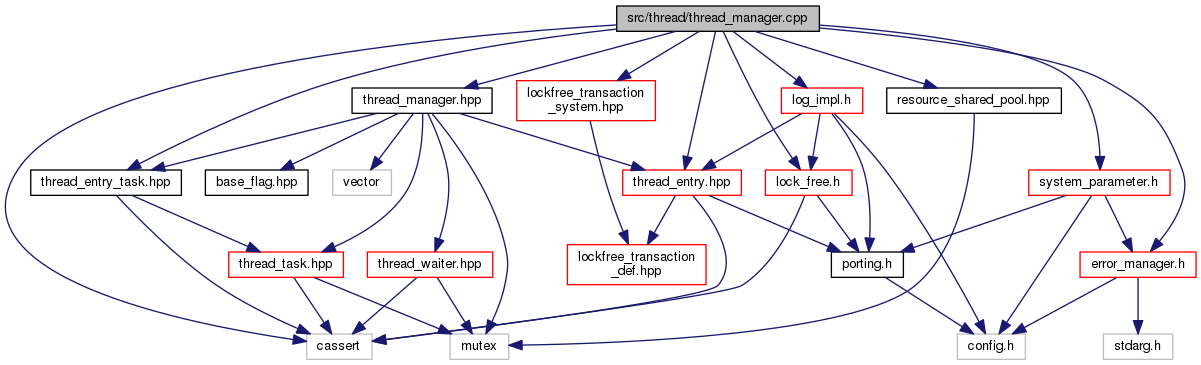 src/thread/thread_manager.cpp
thread_manager.hpp
lockfree_transaction
_system.hpp
log_impl.h
resource_shared_pool.hpp
thread_entry_task.hpp
base_flag.hpp
vector
thread_entry.hpp
lock_free.h
system_parameter.h
thread_task.hpp
thread_waiter.hpp
lockfree_transaction
_def.hpp
porting.h
error_manager.h
cassert
mutex
config.h
stdarg.h